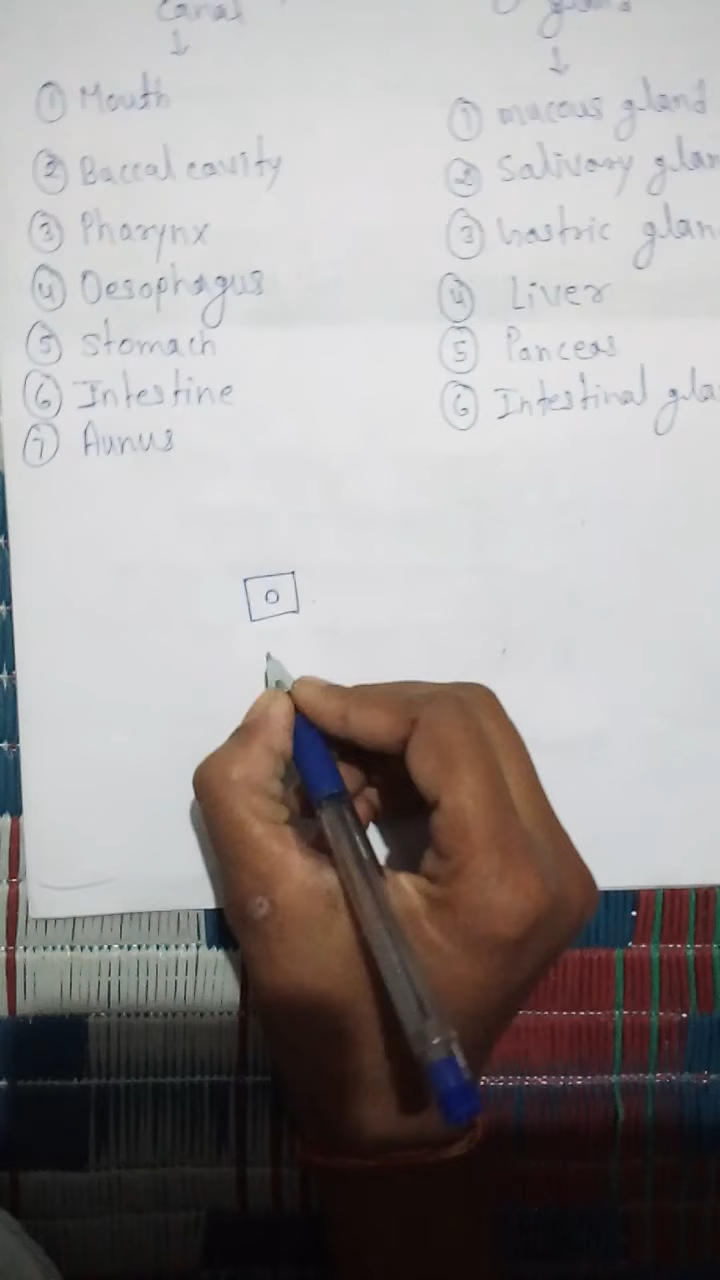 Canal
gland
↓
↓
① Mouth
② Baccal cavity
③ Pharynx
④ Oesophagus
⑤ Stomach
⑥ Intestine
⑦ Aunus
① mucous gland
② Salivary glan
③ Gastric glan
④ Liver
⑤ Panceas
⑥ Intestinal gla